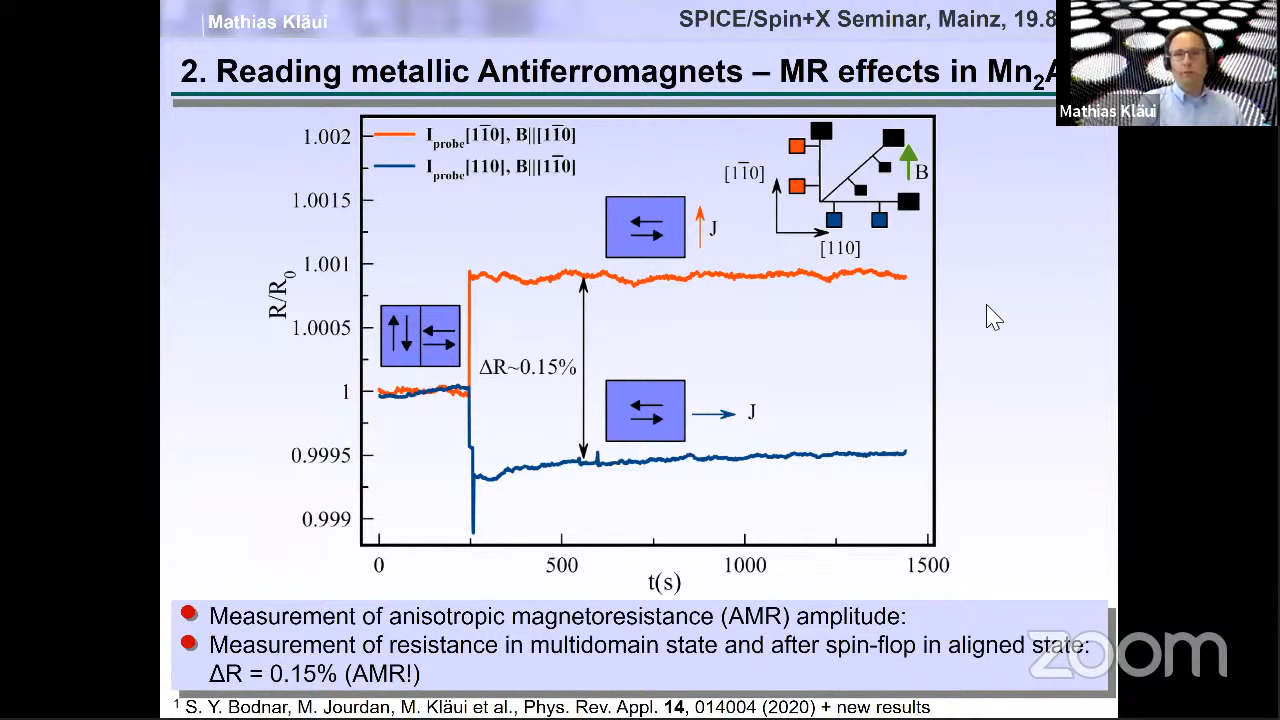 Mathias Kläui
SPICE/Spin+X Seminar, Mainz, 19.8
2. Reading metallic Antiferromagnets – MR effects in Mn₂A
Mathias Kläui
I_probe[11̅0], B||[11̅0]
I_probe[110], B||[11̅0]
[11̅0]
B
[110]
J
R/R₀
1.002
1.0015
1.001
1.0005
1
0.9995
0.999
ΔR~0.15%
J
0
500
1000
1500
t(s)
Measurement of anisotropic magnetoresistance (AMR) amplitude:
Measurement of resistance in multidomain state and after spin-flop in aligned state:
ΔR = 0.15% (AMR!)
zoom
¹ S. Y. Bodnar, M. Jourdan, M. Kläui et al., Phys. Rev. Appl. 14, 014004 (2020) + new results